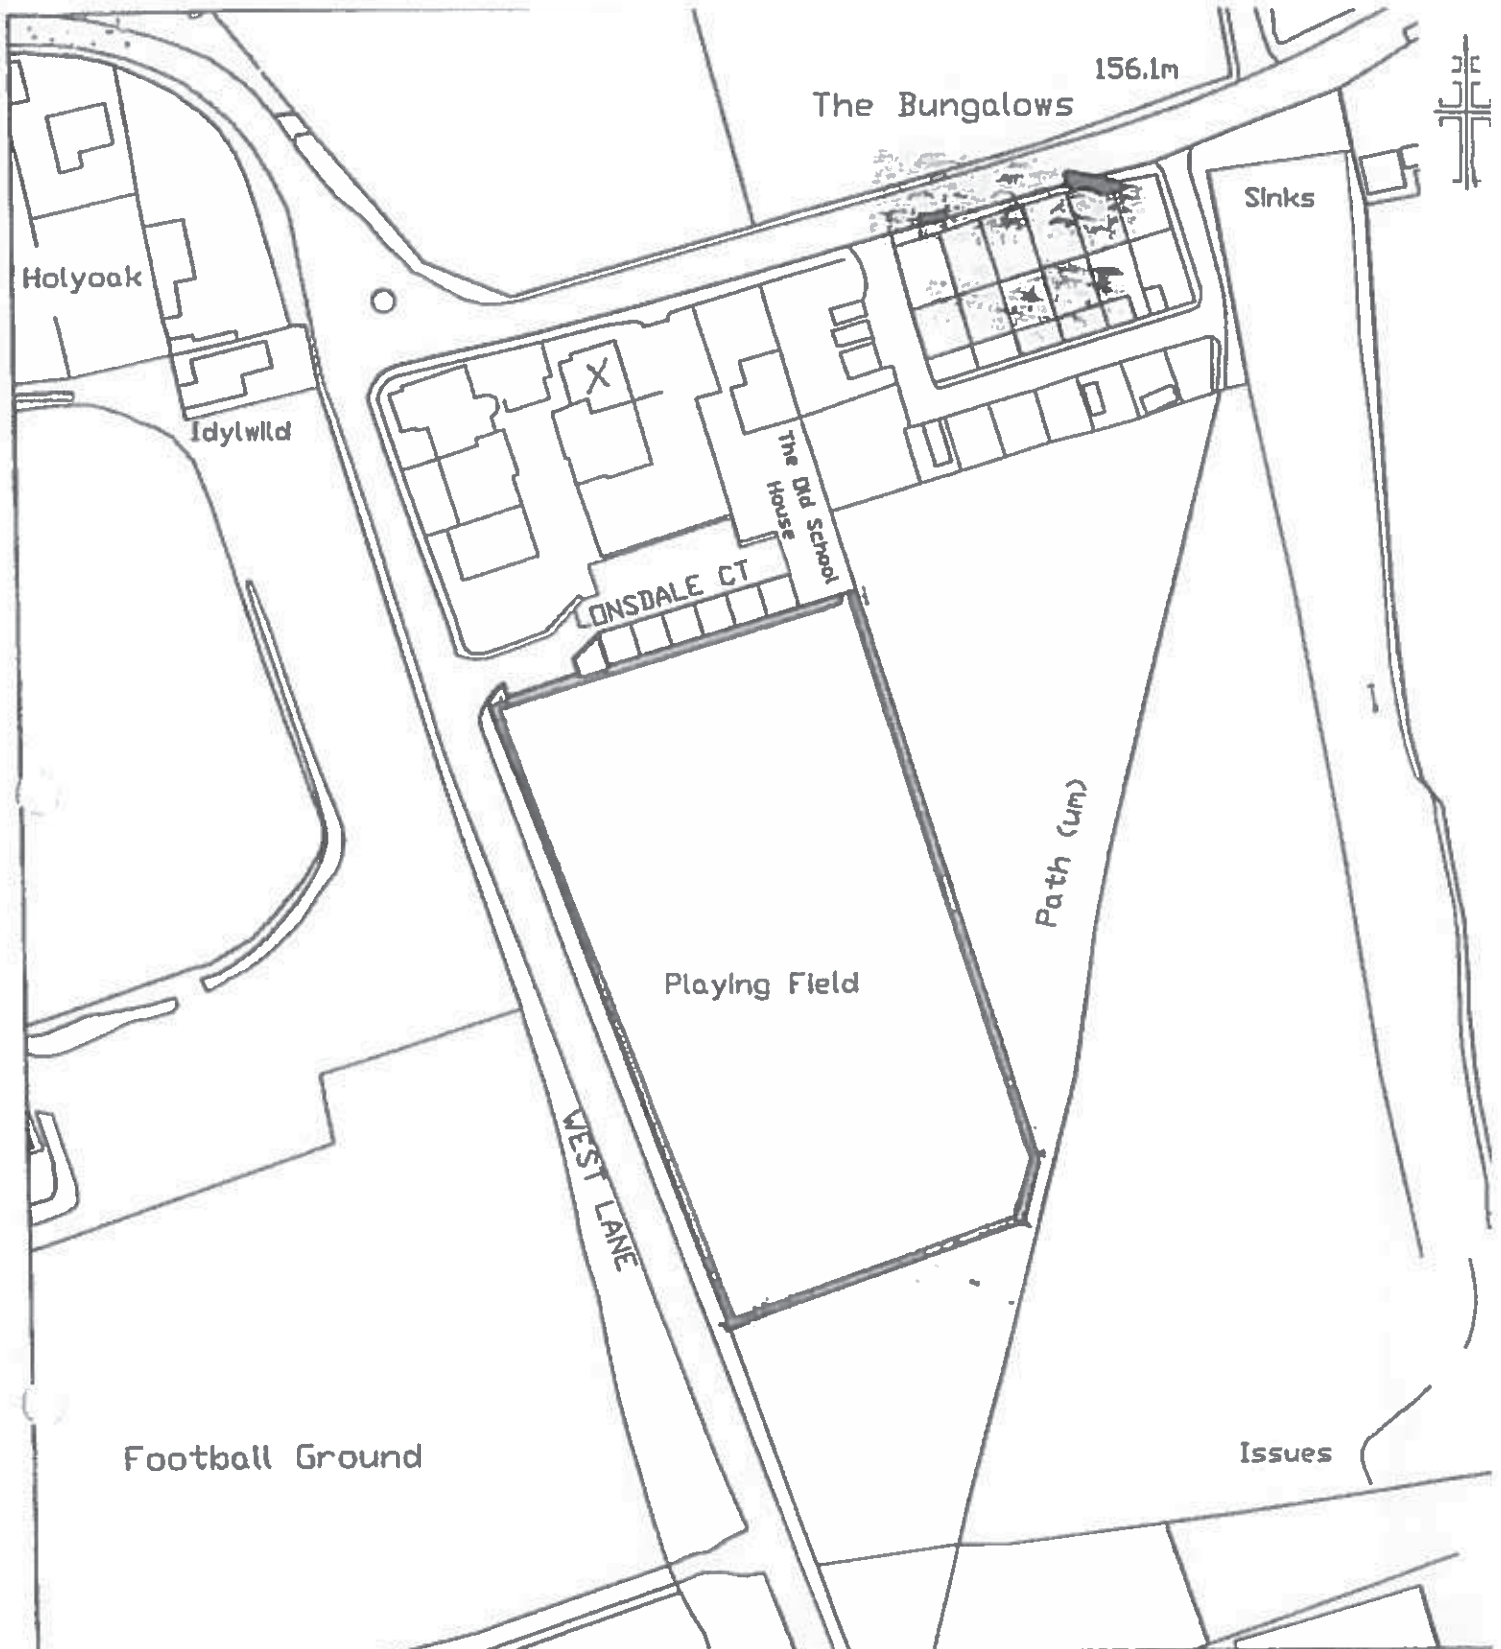 156.1m
The Bungalows
Sinks
Holyoak
X
Idylwild
The Old School
House
ONSDALE CT
Path (um)
Playing Field
WEST LANE
Football Ground
Issues